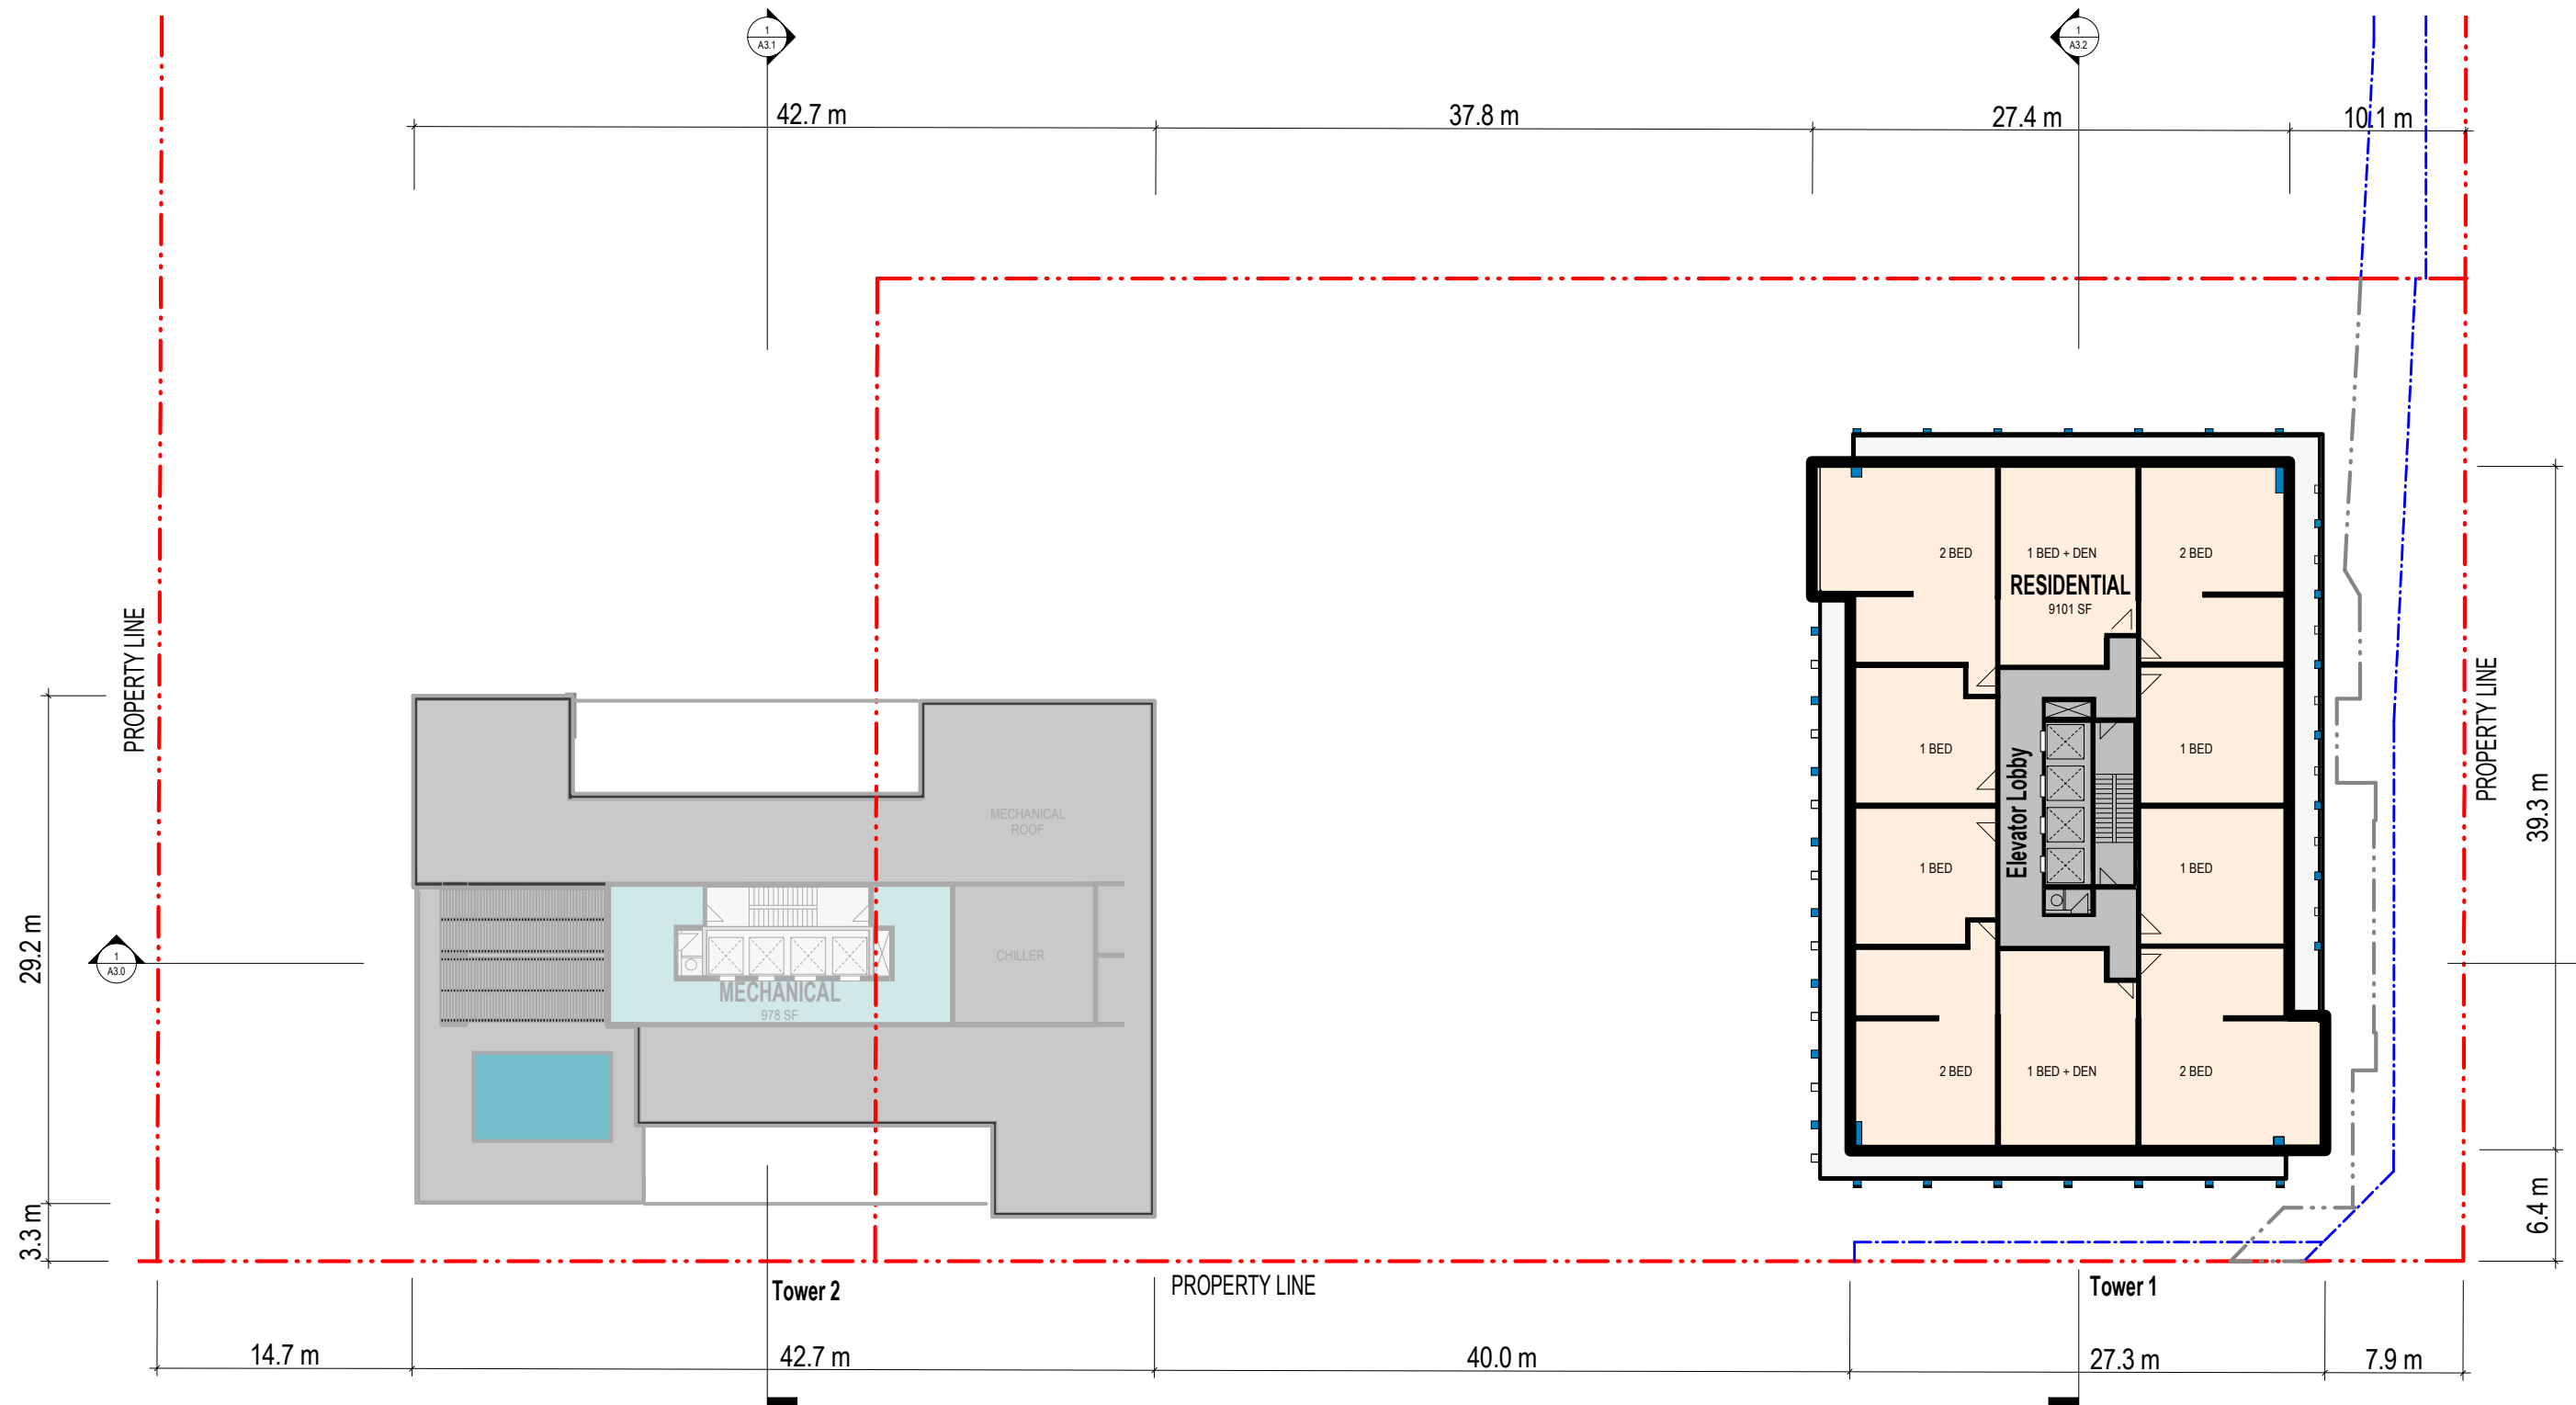 1
A3.1
1
A3.2
42.7 m
37.8 m
27.4 m
10.1 m
2 BED
1 BED + DEN
2 BED
RESIDENTIAL
9101 SF
PROPERTY LINE
PROPERTY LINE
1 BED
1 BED
Elevator Lobby
39.3 m
MECHANICAL
ROOF
1 BED
1 BED
29.2 m
1
A3.0
CHILLER
MECHANICAL
978 SF
2 BED
1 BED + DEN
2 BED
3.3 m
6.4 m
Tower 2
PROPERTY LINE
Tower 1
14.7 m
42.7 m
40.0 m
27.3 m
7.9 m